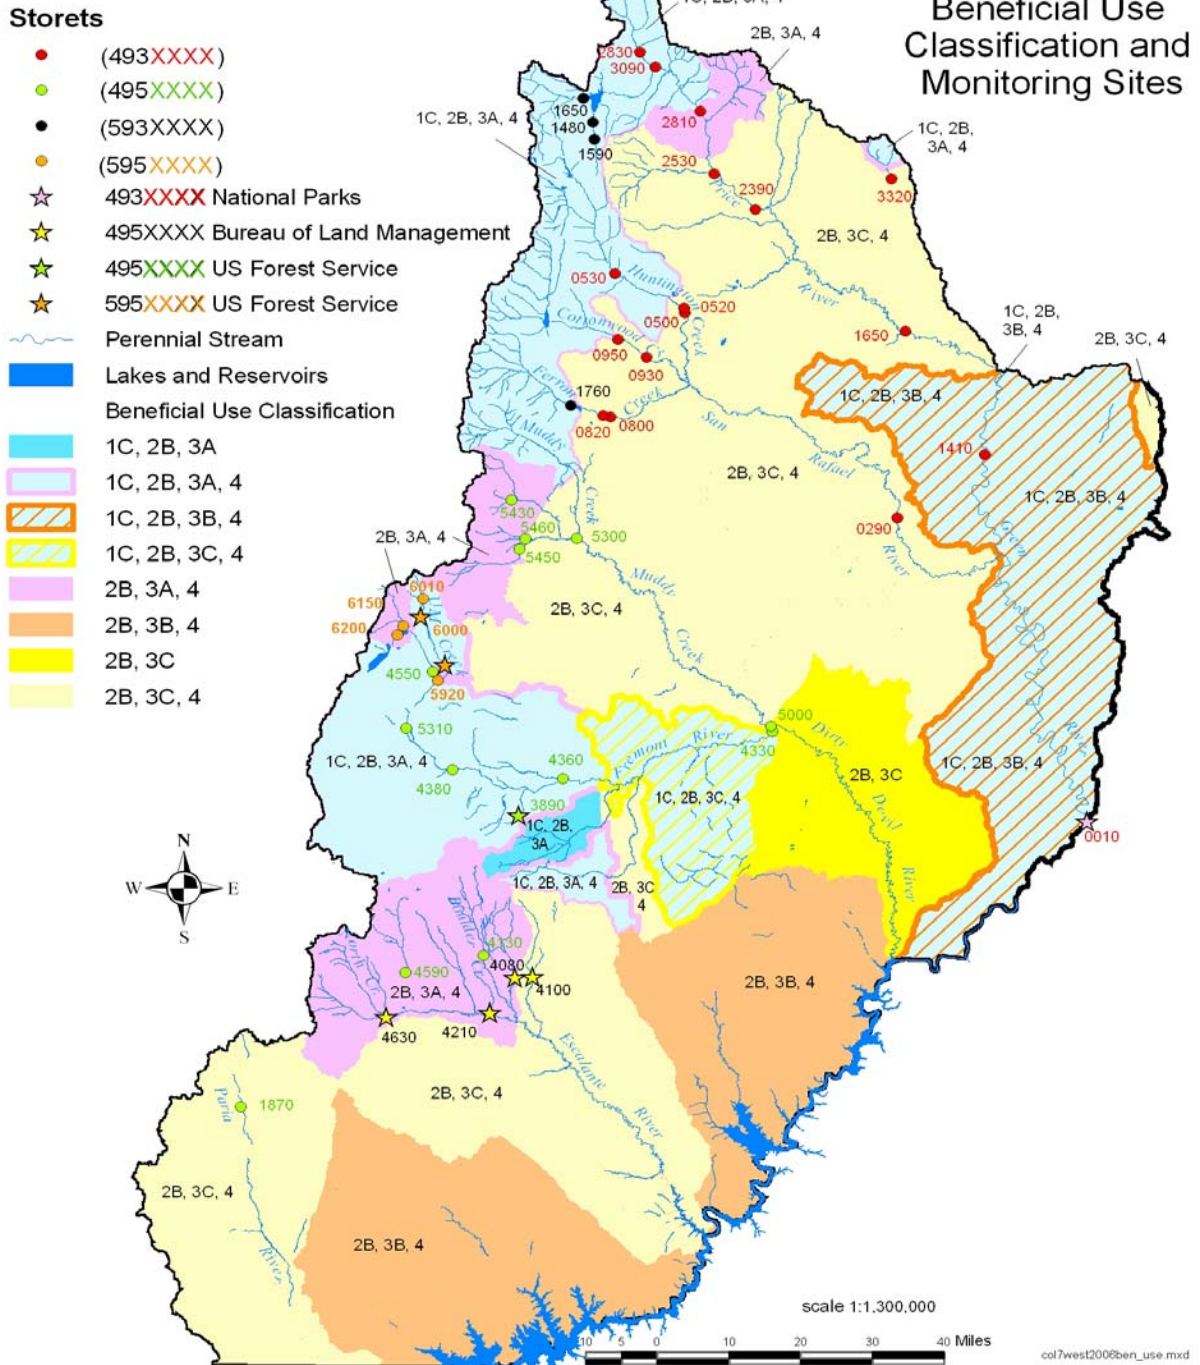 Beneficial Use
Classification and
Monitoring Sites
Storets
(493XXXX)
(495XXXX)
(593XXXX)
(595XXXX)
493XXXX National Parks
495XXXX Bureau of Land Management
495XXXX US Forest Service
595XXXX US Forest Service
Perennial Stream
Lakes and Reservoirs
Beneficial Use Classification
1C, 2B, 3A
1C, 2B, 3A, 4
1C, 2B, 3B, 4
1C, 2B, 3C, 4
2B, 3A, 4
2B, 3B, 4
2B, 3C
2B, 3C, 4
1C, 2B, 3A, 4
2B, 3A, 4
2830
3090
1650
1480
1590
1C, 2B, 3A, 4
2810
1C, 2B,
3A, 4
2530
2390
3320
Price
River
2B, 3C, 4
0530
Huntington
Creek
0520
0500
1650
1C, 2B,
3B, 4
2B, 3C, 4
Cottonwood Cr
0950
0930
Ferron
Creek
1760
0820
0800
1C, 2B, 3B, 4
San
Rafael
River
1410
2B, 3C, 4
1C, 2B, 3B, 4
0290
Green
River
Muddy
Creek
5430
5460
5450
5300
2B, 3A, 4
Muddy
Creek
2B, 3C, 4
6010
6150
6200
6000
4550
5920
5310
1C, 2B, 3A, 4
4380
4360
Fremont River
5000
4330
Dirty
Devil
River
2B, 3C
1C, 2B, 3B, 4
1C, 2B, 3C, 4
3890
1C, 2B,
3A
0010
1C, 2B, 3A, 4
2B, 3C
4
N
W
E
S
Boulder
4130
4080
4100
4590
2B, 3A, 4
4630
4210
2B, 3B, 4
Escalante
River
2B, 3C, 4
Paria
River
1870
2B, 3C, 4
2B, 3B, 4
scale 1:1,300,000
10 5 0 10 20 30 40 Miles
col7west2006ben_use.mxd